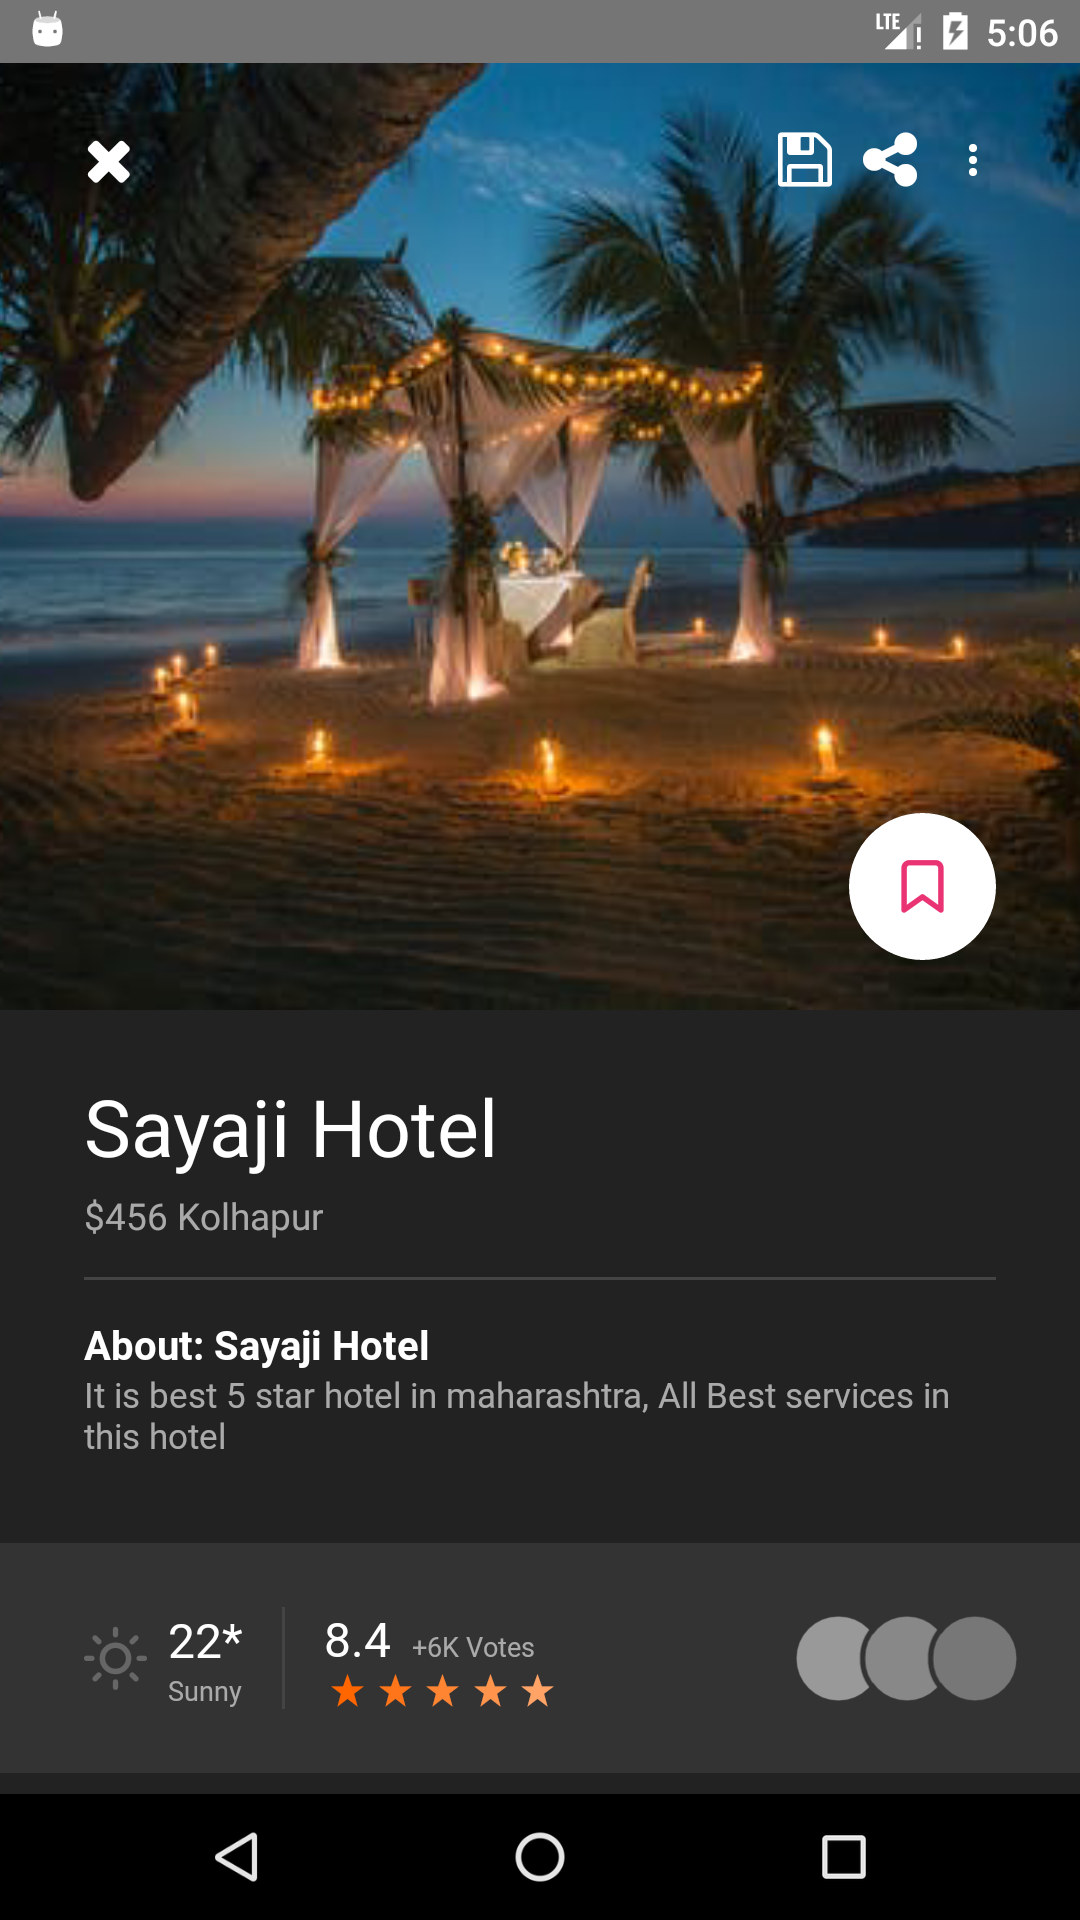 LTE 5:06
Sayaji Hotel
$456 Kolhapur
About: Sayaji Hotel
It is best 5 star hotel in maharashtra, All Best services in
this hotel
22* 8.4 +6K Votes
Sunny